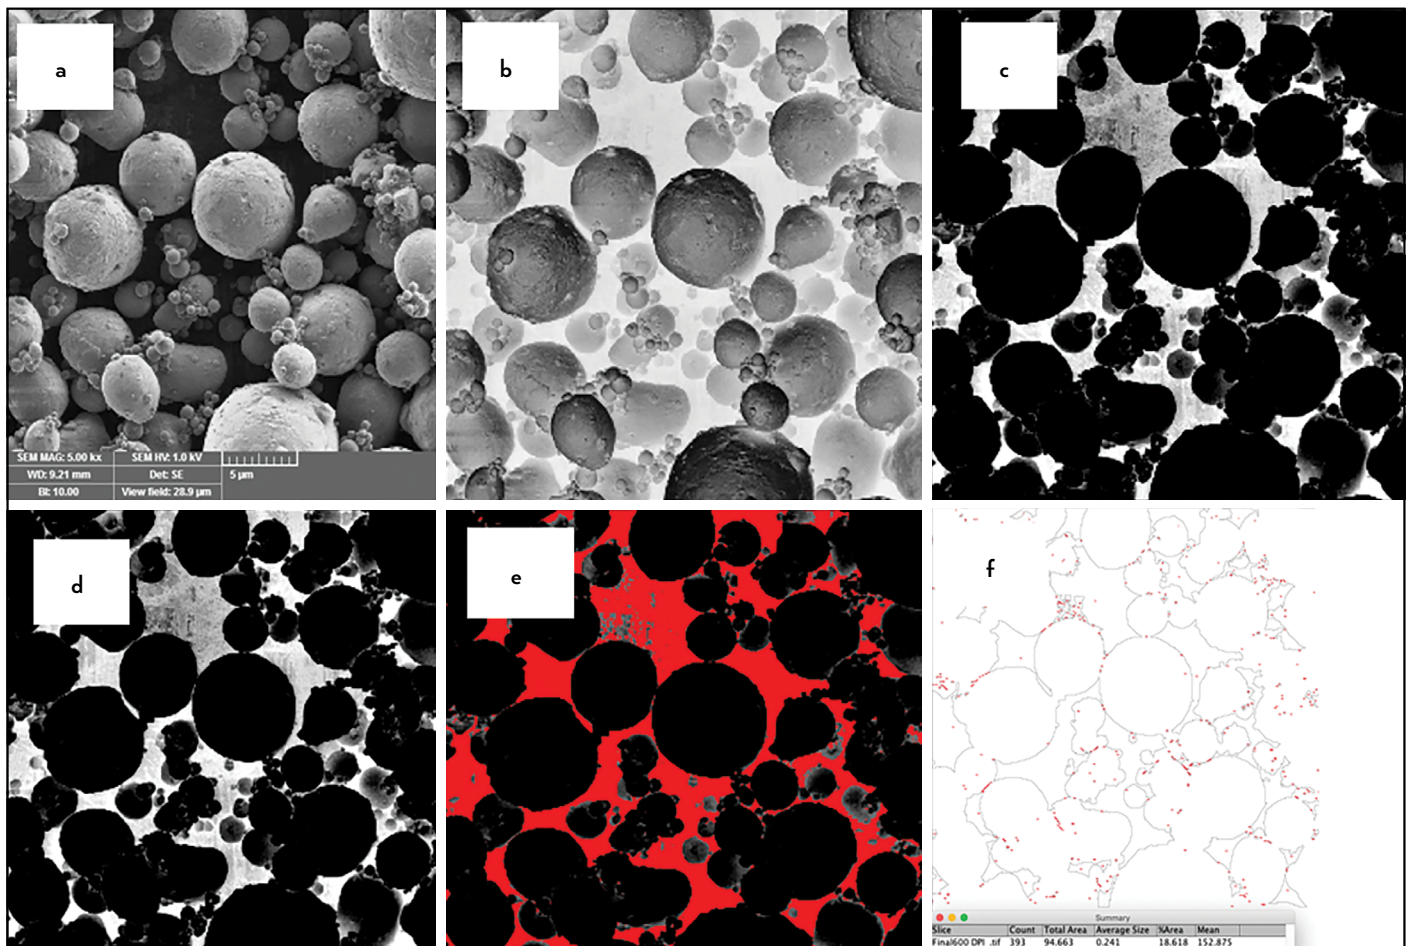 a
b
c
SEM MAG: 5.00 kx SEM HV: 1.0 kV
WD: 9.21 mm Det: SE 5 µm
BI: 10.00 View field: 28.9 µm
d
e
f
Summary
Slice Count Total Area Average Size %Area Mean
Final600 DPI .tif 393 94.663 0.241 18.618 152.875